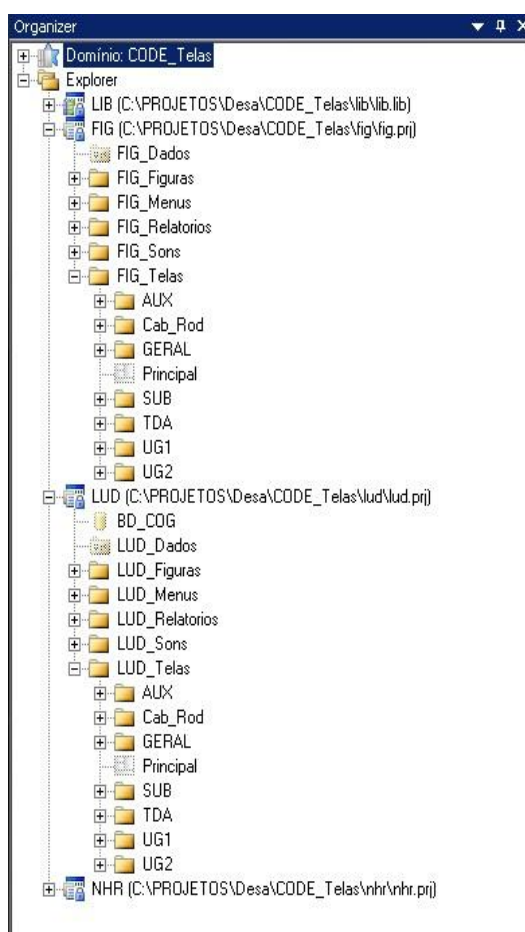 Organizer
Domínio: CODE_Telas
Explorer
LIB (C:\PROJETOS\Desa\CODE_Telas\lib\lib.lib)
FIG (C:\PROJETOS\Desa\CODE_Telas\fig\fig.prj)
FIG_Dados
FIG_Figuras
FIG_Menus
FIG_Relatorios
FIG_Sons
FIG_Telas
AUX
Cab_Rod
GERAL
Principal
SUB
TDA
UG1
UG2
LUD (C:\PROJETOS\Desa\CODE_Telas\lud\lud.prj)
BD_COG
LUD_Dados
LUD_Figuras
LUD_Menus
LUD_Relatorios
LUD_Sons
LUD_Telas
AUX
Cab_Rod
GERAL
Principal
SUB
TDA
UG1
UG2
NHR (C:\PROJETOS\Desa\CODE_Telas\nhr\nhr.prj)